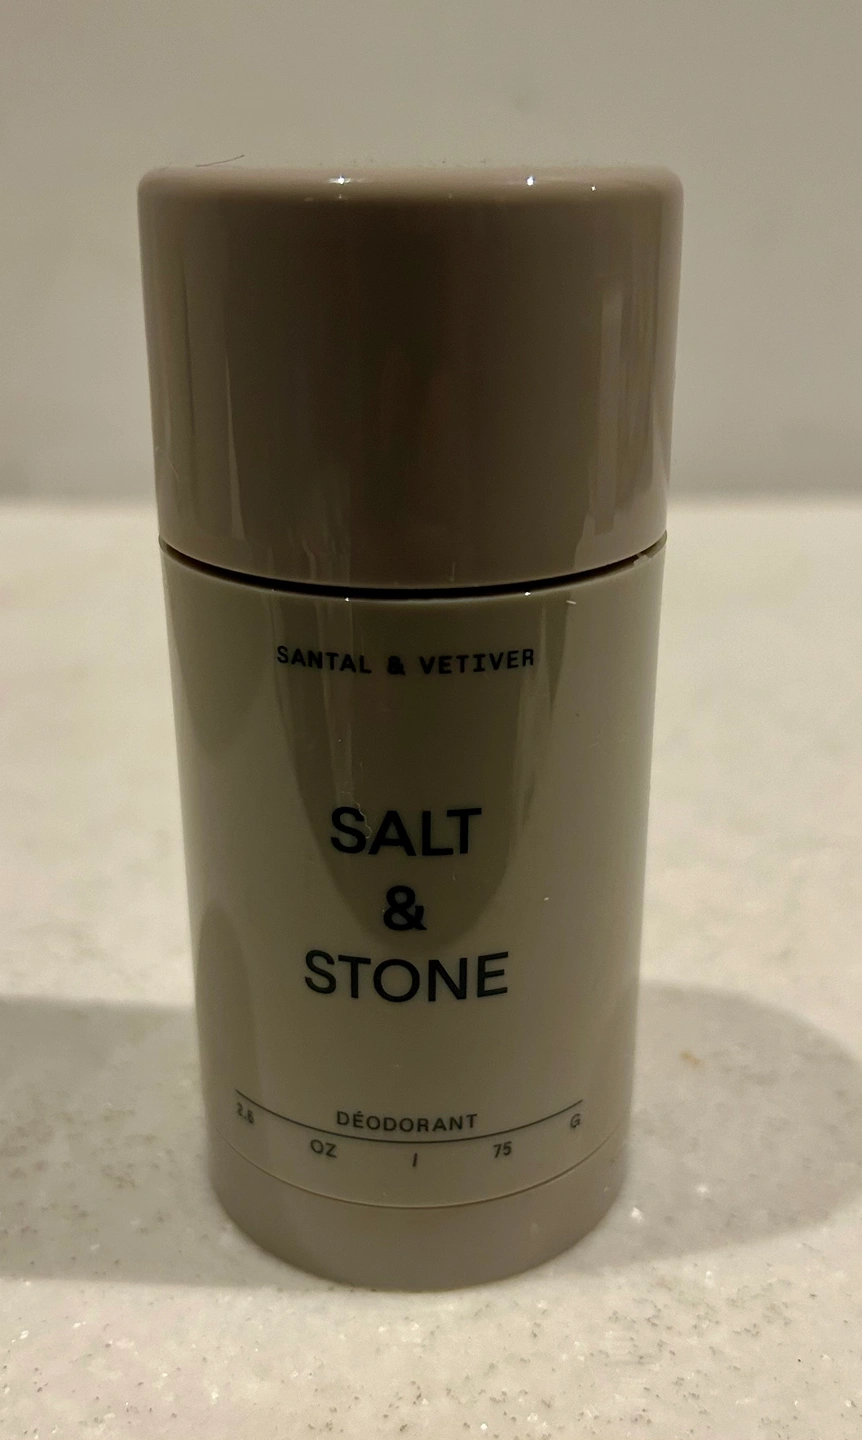 SANTAL & VETIVER
SALT
&
STONE
DÉODORANT
2.6 OZ / 75 G